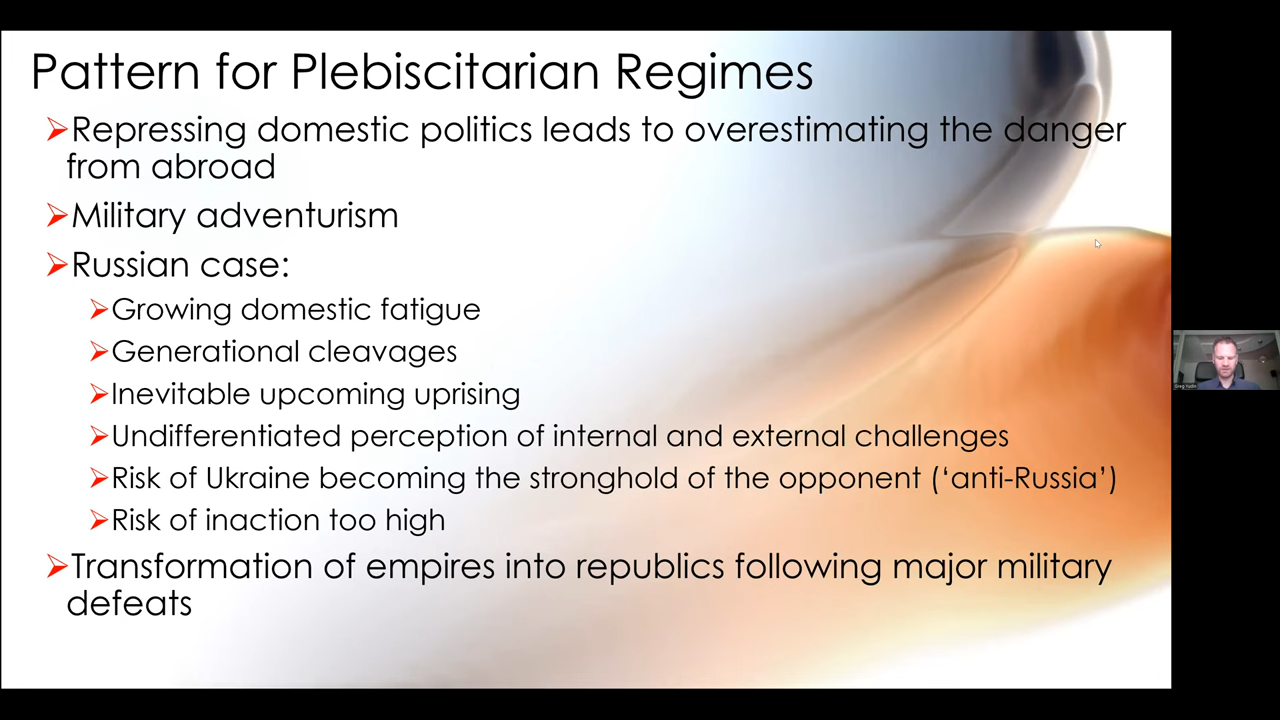 Pattern for Plebiscitarian Regimes
Repressing domestic politics leads to overestimating the danger
from abroad
Military adventurism
Russian case:
Growing domestic fatigue
Generational cleavages
Inevitable upcoming uprising
Undifferentiated perception of internal and external challenges
Risk of Ukraine becoming the stronghold of the opponent (‘anti-Russia’)
Risk of inaction too high
Transformation of empires into republics following major military
defeats
Greg Yudin